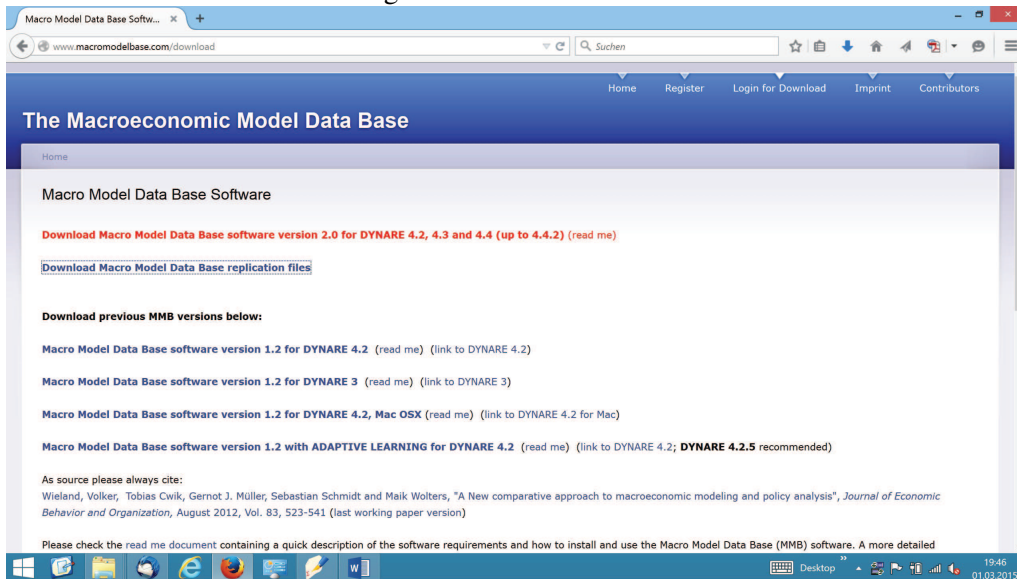 Macro Model Data Base Softw... × +
www.macromodelbase.com/download Suchen
Home Register Login for Download Imprint Contributors
The Macroeconomic Model Data Base
Home
Macro Model Data Base Software
Download Macro Model Data Base software version 2.0 for DYNARE 4.2, 4.3 and 4.4 (up to 4.4.2) (read me)
Download Macro Model Data Base replication files
Download previous MMB versions below:
Macro Model Data Base software version 1.2 for DYNARE 4.2 (read me) (link to DYNARE 4.2)
Macro Model Data Base software version 1.2 for DYNARE 3 (read me) (link to DYNARE 3)
Macro Model Data Base software version 1.2 for DYNARE 4.2, Mac OSX (read me) (link to DYNARE 4.2 for Mac)
Macro Model Data Base software version 1.2 with ADAPTIVE LEARNING for DYNARE 4.2 (read me) (link to DYNARE 4.2; DYNARE 4.2.5 recommended)
As source please always cite:
Wieland, Volker, Tobias Cwik, Gernot J. Müller, Sebastian Schmidt and Maik Wolters, "A New comparative approach to macroeconomic modeling and policy analysis", Journal of Economic
Behavior and Organization, August 2012, Vol. 83, 523-541 (last working paper version)
Please check the read me document containing a quick description of the software requirements and how to install and use the Macro Model Data Base (MMB) software. A more detailed
Desktop 19:46
01.03.2015